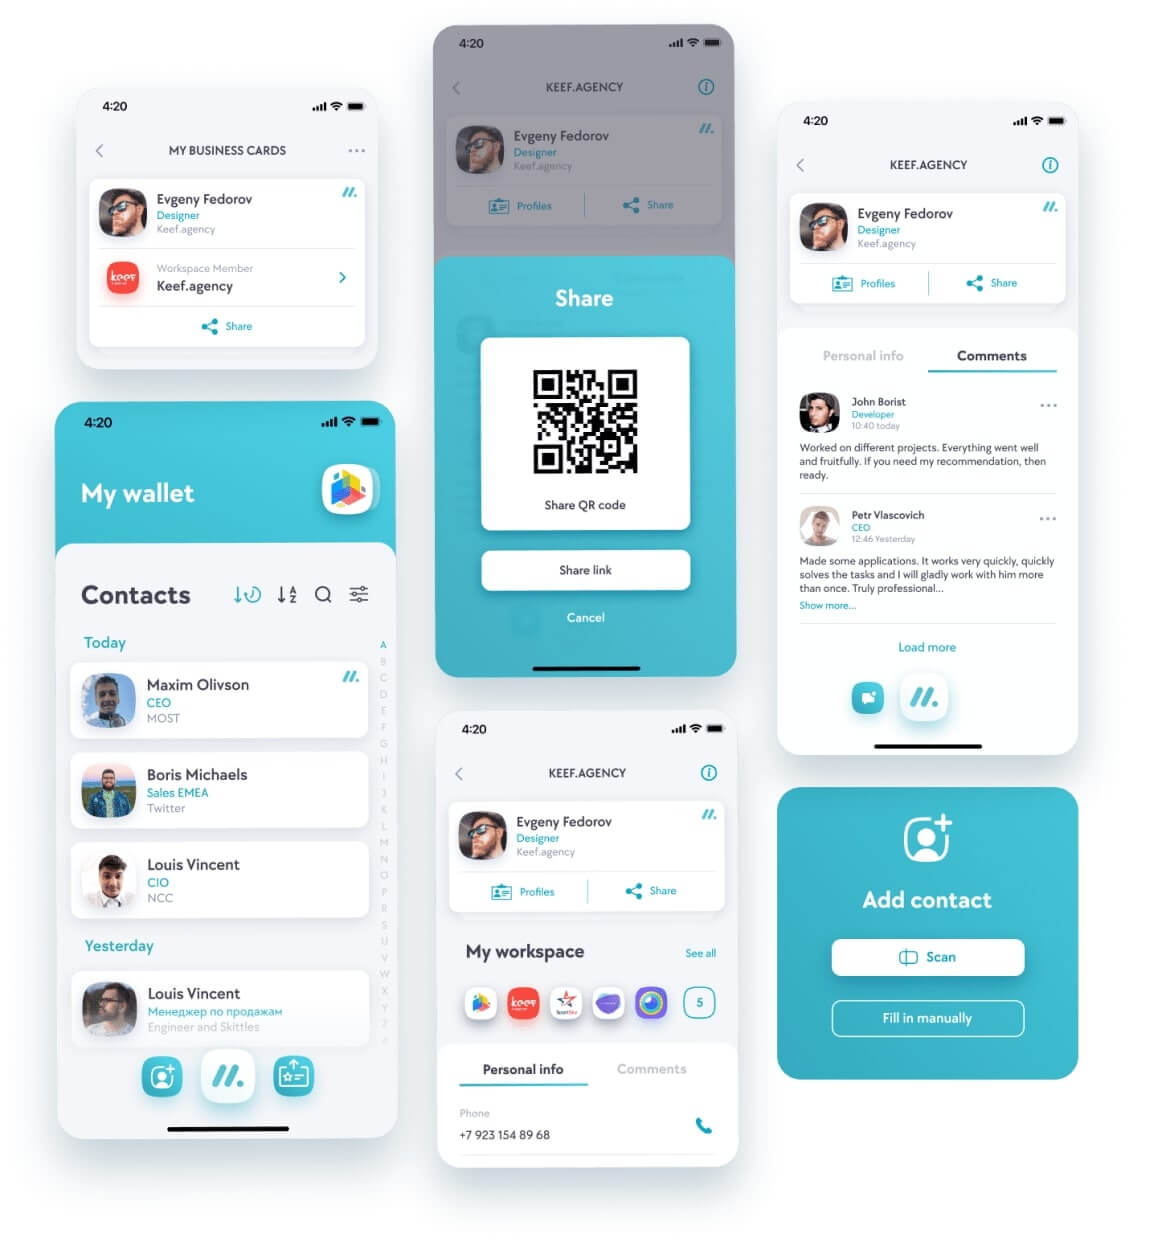 4:20
MY BUSINESS CARDS
Evgeny Fedorov
Designer
Keef.agency
keef
Workspace Member
Keef.agency
Share
4:20
My wallet
Contacts
A
Z
Today
Maxim Olivson
CEO
MOST
Boris Michaels
Sales EMEA
Twitter
Louis Vincent
CIO
NCC
Yesterday
Louis Vincent
Менеджер по продажам
Engineer and Skittles
A
B
C
D
E
F
G
H
I
J
K
L
M
N
O
P
R
S
U
V
W
X
Y
Z
#
4:20
KEEF.AGENCY
Evgeny Fedorov
Designer
Keef.agency
Profiles
Share
Share
Share QR code
Share link
Cancel
4:20
KEEF.AGENCY
Evgeny Fedorov
Designer
Keef.agency
Profiles
Share
My workspace
See all
keef
5
Personal info
Comments
Phone
+7 923 154 89 68
4:20
KEEF.AGENCY
Evgeny Fedorov
Designer
Keef.agency
Profiles
Share
Personal info
Comments
John Borist
Developer
10:40 today
Worked on different projects. Everything went well
and fruitfully. If you need my recommendation, then
ready.
Petr Vlascovich
CEO
12:46 Yesterday
Made some applications. It works very quickly, quickly
solves the tasks and I will gladly work with him more
than once. Truly professional...
Show more...
Load more
Add contact
Scan
Fill in manually